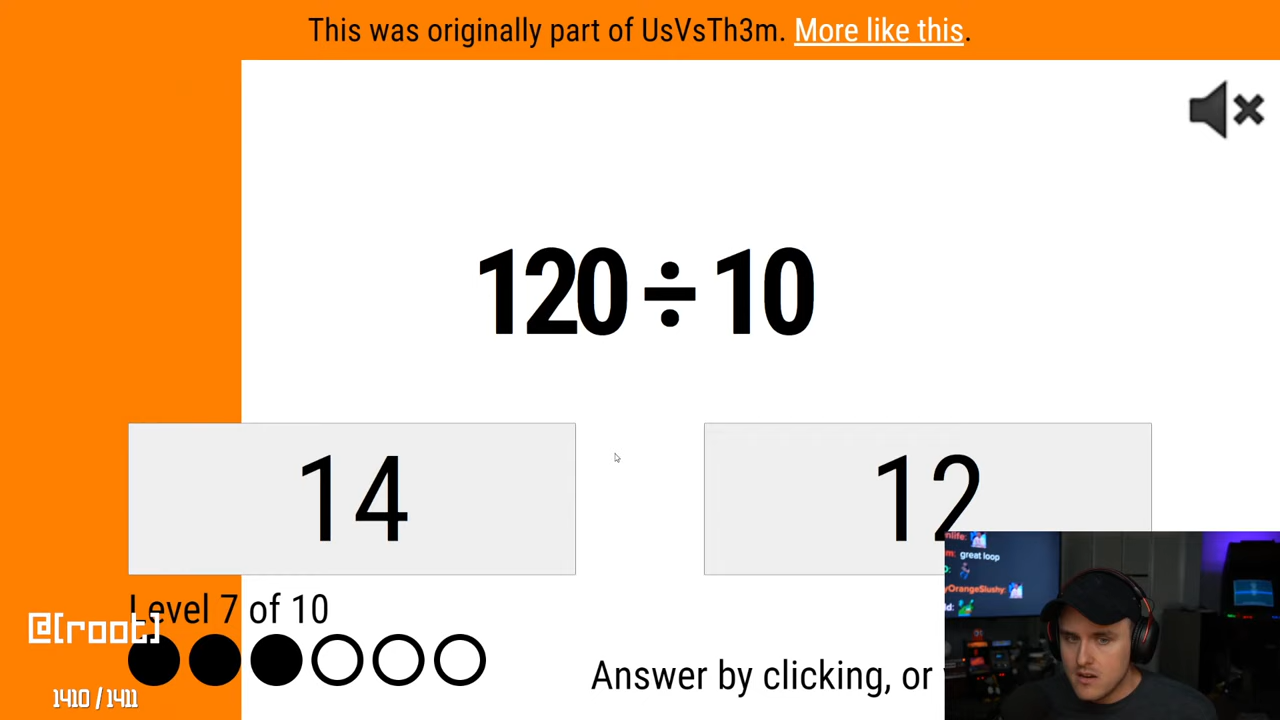 This was originally part of UsVsTh3m. More like this.
120 ÷ 10
14
12
Level 7 of 10
@[root]
1410 / 1411
Answer by clicking, or
great loop
yOrangeSlushy: